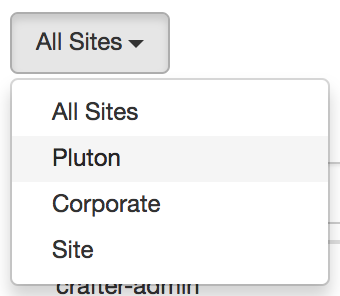 All Sites
All Sites
Pluton
Corporate
Site
crafter-admin